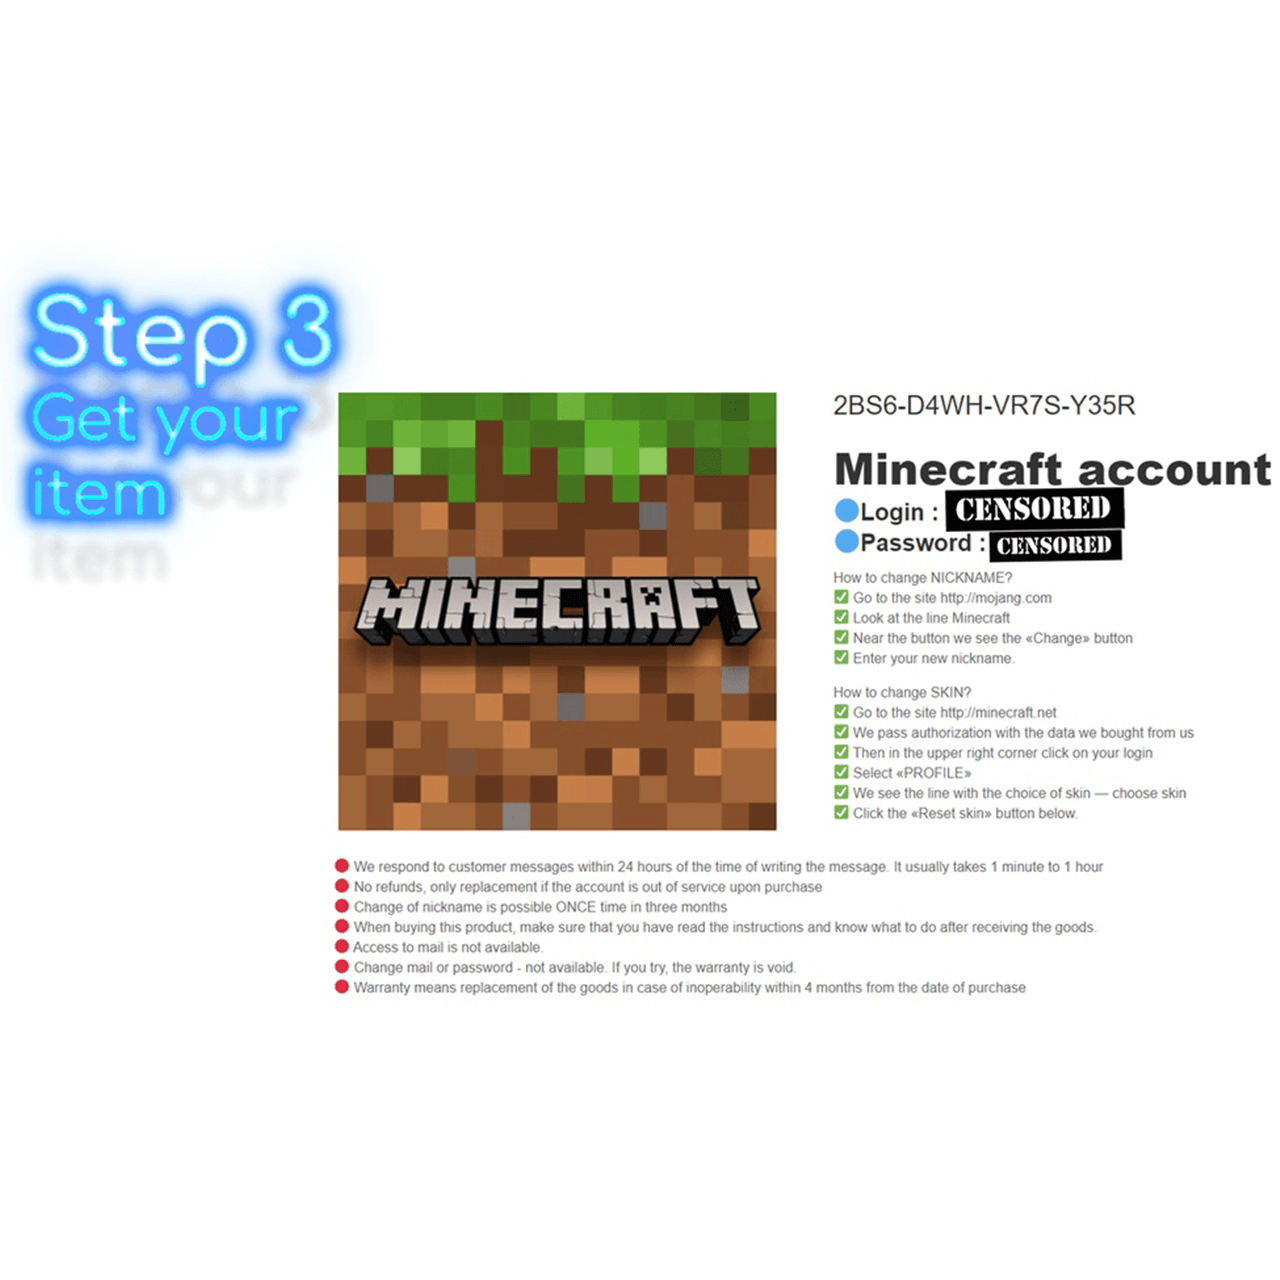 Step 3
Get your
item
2BS6-D4WH-VR7S-Y35R
Minecraft account
Login : CENSORED
Password : CENSORED
MINECRAFT
How to change NICKNAME?
Go to the site http://mojang.com
Look at the line Minecraft
Near the button we see the «Change» button
Enter your new nickname.
How to change SKIN?
Go to the site http://minecraft.net
We pass authorization with the data we bought from us
Then in the upper right corner click on your login
Select «PROFILE»
We see the line with the choice of skin — choose skin
Click the «Reset skin» button below.
We respond to customer messages within 24 hours of the time of writing the message. It usually takes 1 minute to 1 hour
No refunds, only replacement if the account is out of service upon purchase
Change of nickname is possible ONCE time in three months
When buying this product, make sure that you have read the instructions and know what to do after receiving the goods.
Access to mail is not available.
Change mail or password - not available. If you try, the warranty is void.
Warranty means replacement of the goods in case of inoperability within 4 months from the date of purchase